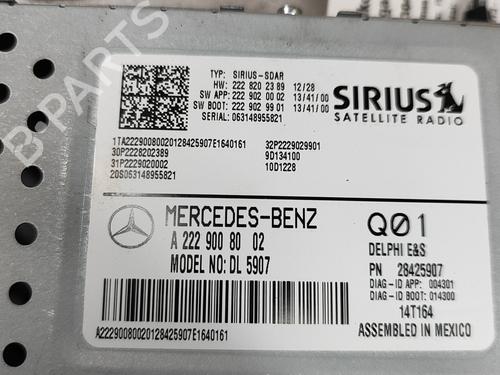 TYP: SIRIUS-SDAR
HW: 222 820 23 89 12/28
SW APP: 222 902 00 02 13/41/00
SW BOOT: 222 902 99 01 13/41/00
SERIAL: 063148955821
SIRIUS
SATELLITE RADIO
1TA22290080020128425907E1640161
30P2228202389
31P2229020002
20S063148955821
32P2229029901
9D134100
10D1228
MERCEDES-BENZ
A 222 900 80 02
MODEL NO: DL 5907
Q01
DELPHI E&S
PN 28425907
DIAG-ID APP: 004301
DIAG-ID BOOT: 014300
14T164
ASSEMBLED IN MEXICO
A22290080020128425907E1640161
B-PARTS